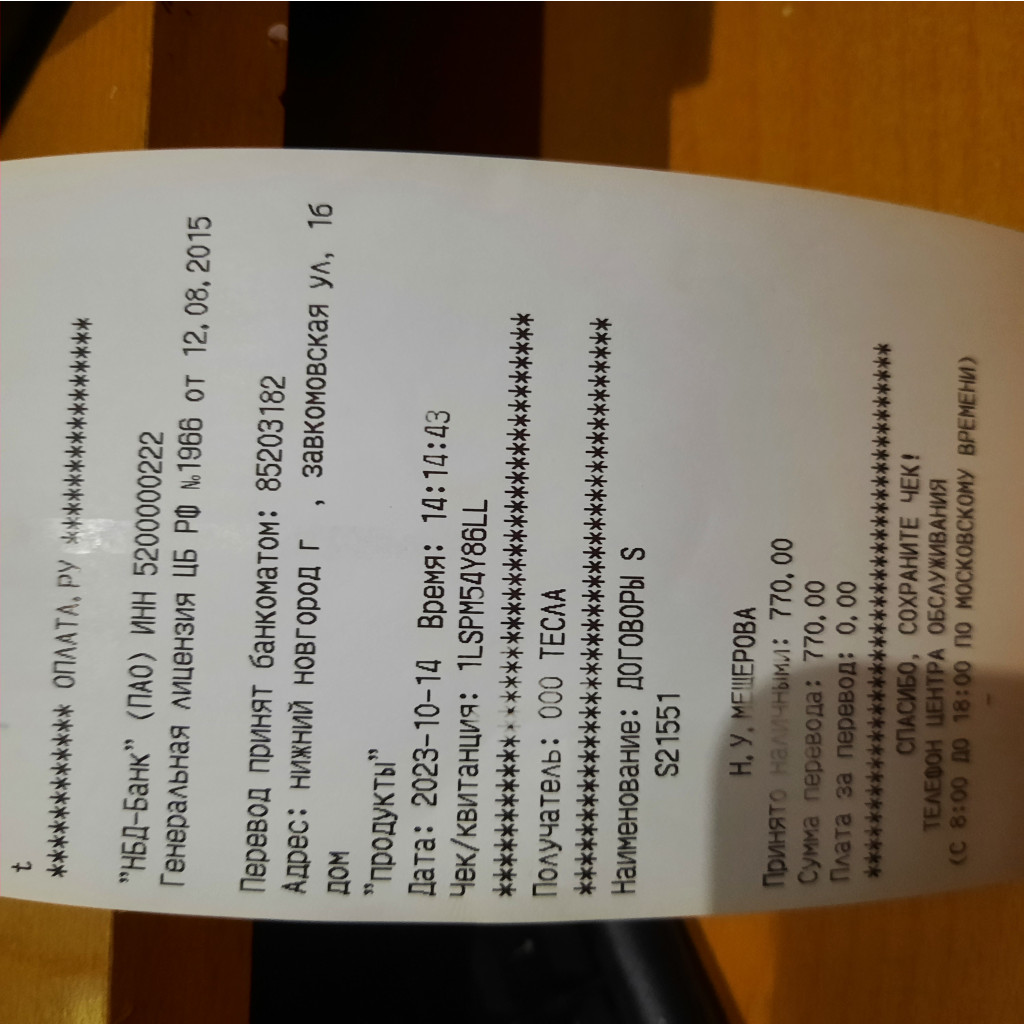 t
********** ОПЛАТА.РУ **************
"НБД-Банк" (ПАО) ИНН 5200000222
Генеральная лицензия ЦБ РФ №1966 от 12.08.2015
Перевод принят банкоматом: 85203182
Адрес: нижний новгород г , завкомовская ул, 1б
дом
"продукты"
Дата: 2023-10-14 Время: 14:14:43
Чек/квитанция: 1LSPM54Y86LL
****************************************
Получатель: ООО ТЕСЛА
****************************************
Наименование: ДОГОВОРЫ S
S21551
Н.У.МЕЩЕРОВА
Принято наличными: 770.00
Сумма перевода: 770.00
Плата за перевод: 0.00
****************************************
СПАСИБО, СОХРАНИТЕ ЧЕК!
ТЕЛЕФОН ЦЕНТРА ОБСЛУЖИВАНИЯ
(С 8:00 ДО 18:00 ПО МОСКОВСКОМУ ВРЕМЕНИ)